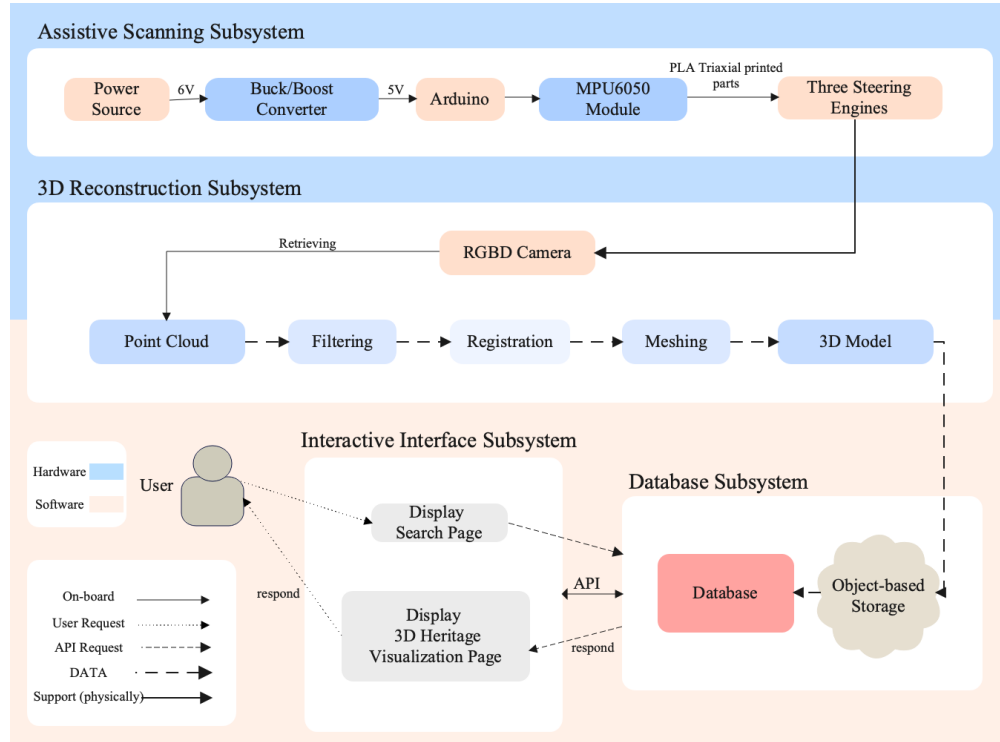 Assistive Scanning Subsystem
Power
Source
6V
Buck/Boost
Converter
5V
Arduino
MPU6050
Module
PLA Triaxial printed
parts
Three Steering
Engines
3D Reconstruction Subsystem
Retrieving
RGBD Camera
Point Cloud
Filtering
Registration
Meshing
3D Model
Hardware
Software
User
Interactive Interface Subsystem
Display
Search Page
Display
3D Heritage
Visualization Page
respond
API
respond
Database Subsystem
Database
Object-based
Storage
On-board
User Request
API Request
DATA
Support (physically)